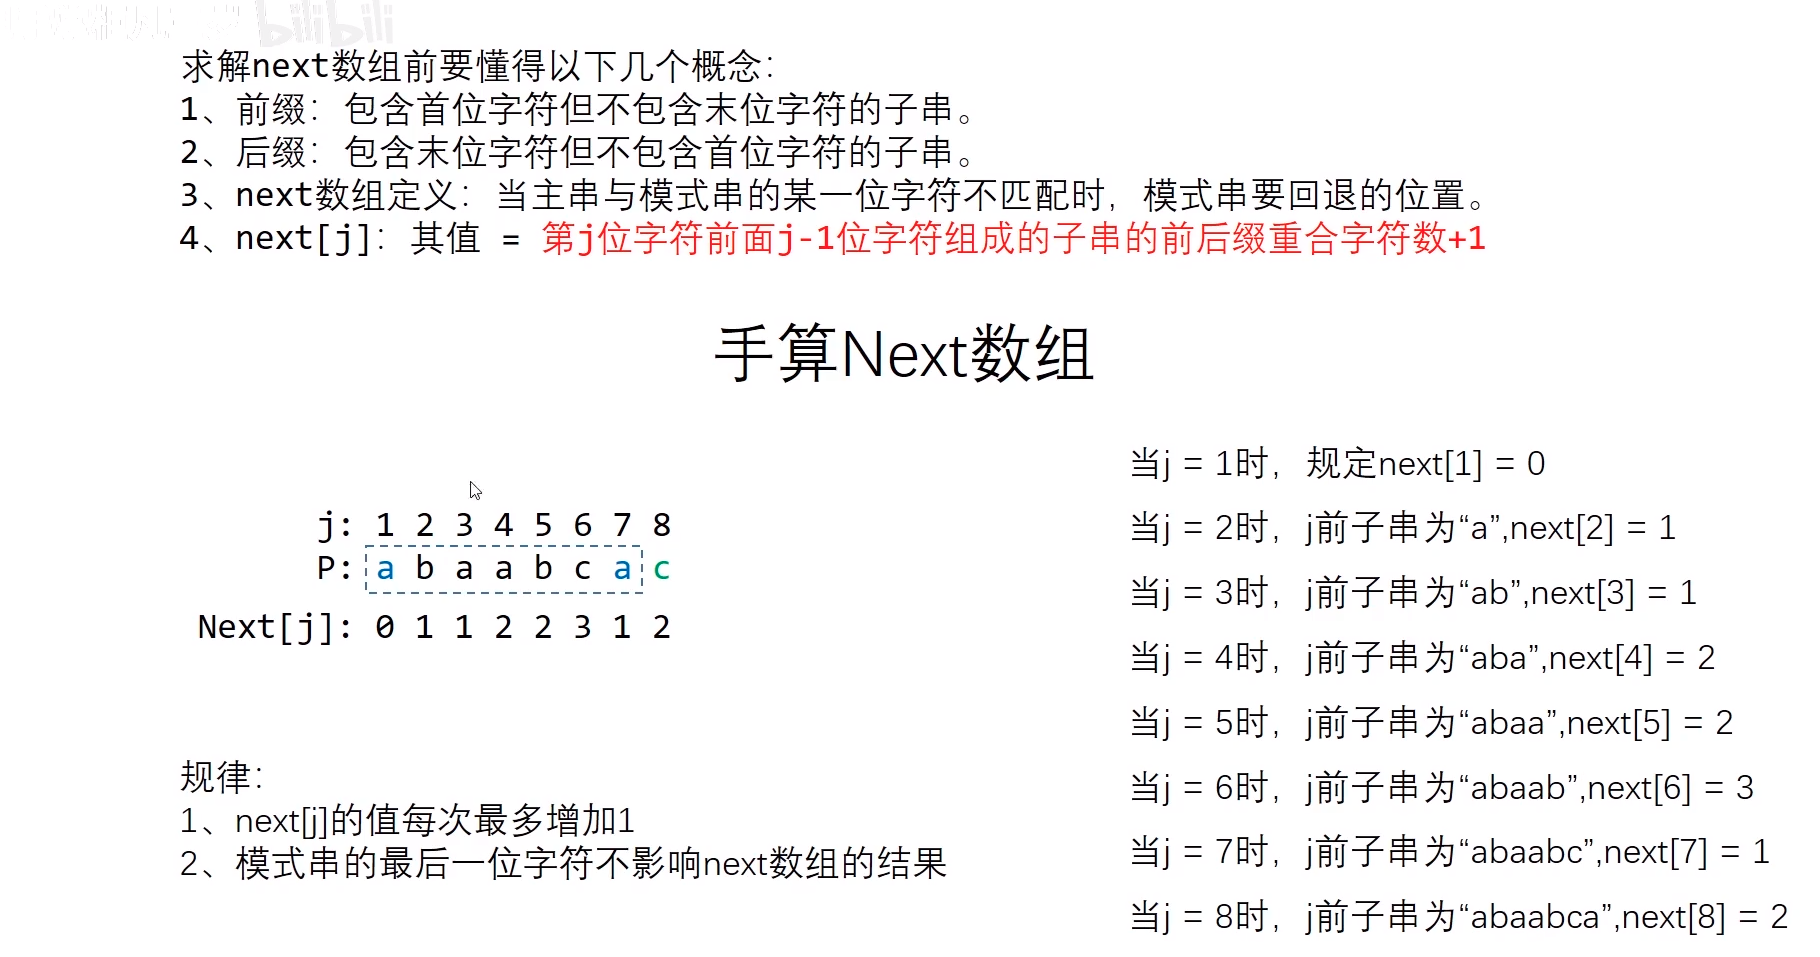 bilibili
求解next数组前要懂得以下几个概念：
1、前缀：包含首位字符但不包含末位字符的子串。
2、后缀：包含末位字符但不包含首位字符的子串。
3、next数组定义：当主串与模式串的某一位字符不匹配时，模式串要回退的位置。
4、next[j]：其值 = 第j位字符前面j-1位字符组成的子串的前后缀重合字符数+1
手算Next数组
j: 1 2 3 4 5 6 7 8
P: a b a a b c a c
Next[j]: 0 1 1 2 2 3 1 2
规律：
1、next[j]的值每次最多增加1
2、模式串的最后一位字符不影响next数组的结果
当j = 1时，规定next[1] = 0
当j = 2时，j前子串为“a”,next[2] = 1
当j = 3时，j前子串为“ab”,next[3] = 1
当j = 4时，j前子串为“aba”,next[4] = 2
当j = 5时，j前子串为“abaa”,next[5] = 2
当j = 6时，j前子串为“abaab”,next[6] = 3
当j = 7时，j前子串为“abaabc”,next[7] = 1
当j = 8时，j前子串为“abaabca”,next[8] = 2